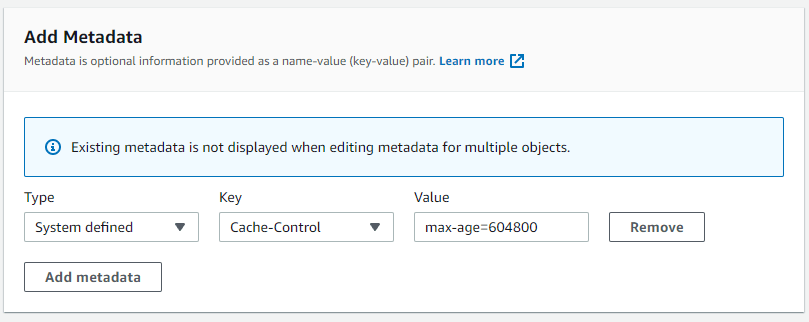 Add Metadata
Metadata is optional information provided as a name-value (key-value) pair. Learn more
Existing metadata is not displayed when editing metadata for multiple objects.
Type Key Value
System defined Cache-Control max-age=604800 Remove
Add metadata